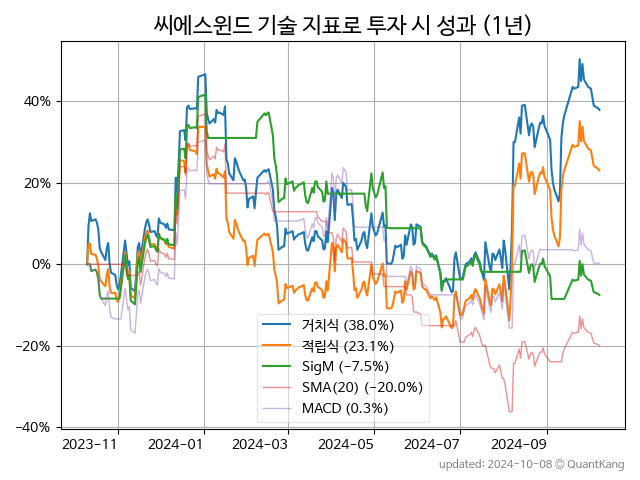 씨에스윈드 기술 지표로 투자 시 성과 (1년)
40%
20%
0%
−20%
−40%
거치식 (38.0%)
적립식 (23.1%)
SigM (−7.5%)
SMA(20) (−20.0%)
MACD (0.3%)
2023-11
2024-01
2024-03
2024-05
2024-07
2024-09
updated: 2024-10-08 © QuantKang